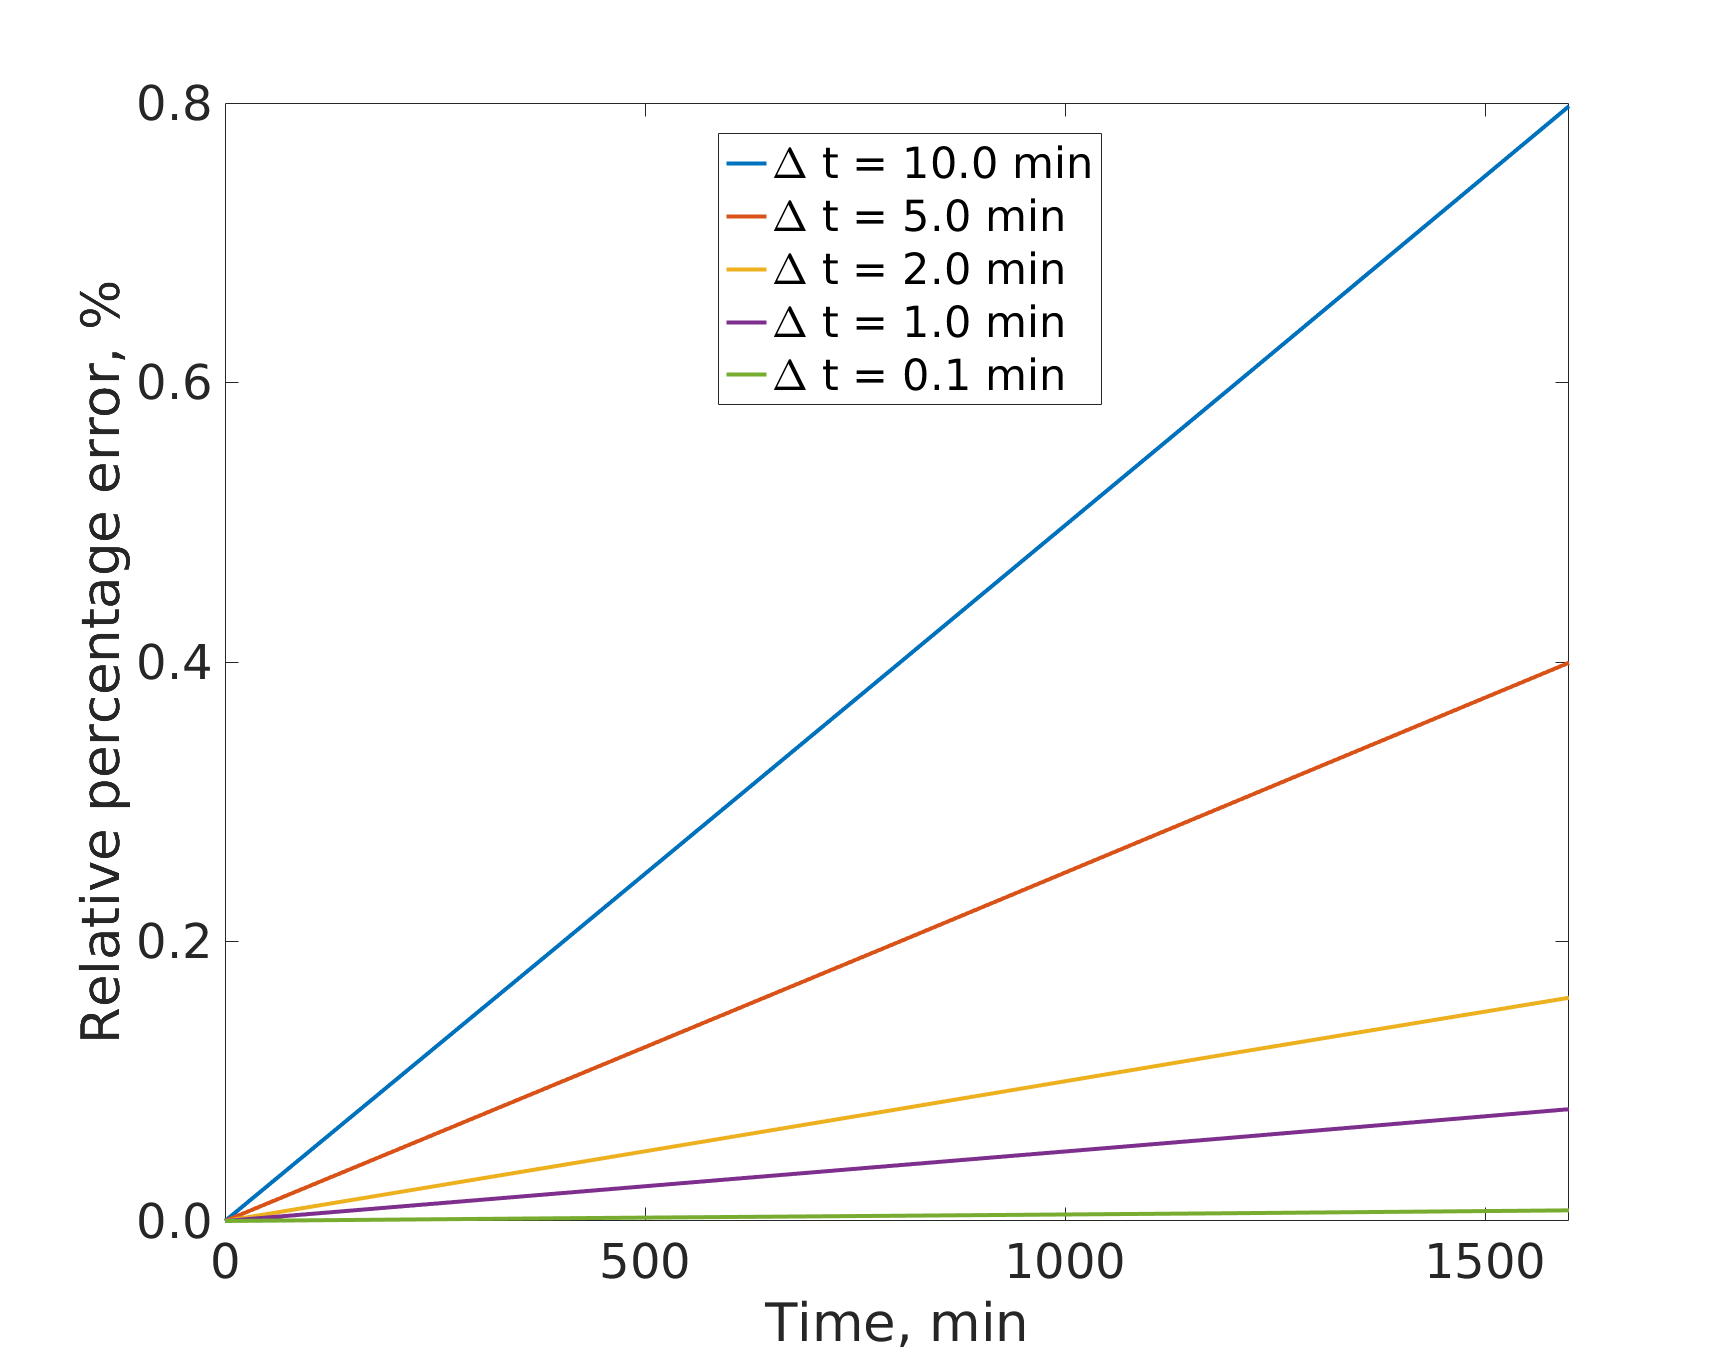 0.8
0.6
0.4
0.2
0.0
Relative percentage error, %
Δ t = 10.0 min
Δ t = 5.0 min
Δ t = 2.0 min
Δ t = 1.0 min
Δ t = 0.1 min
0 500 1000 1500
Time, min